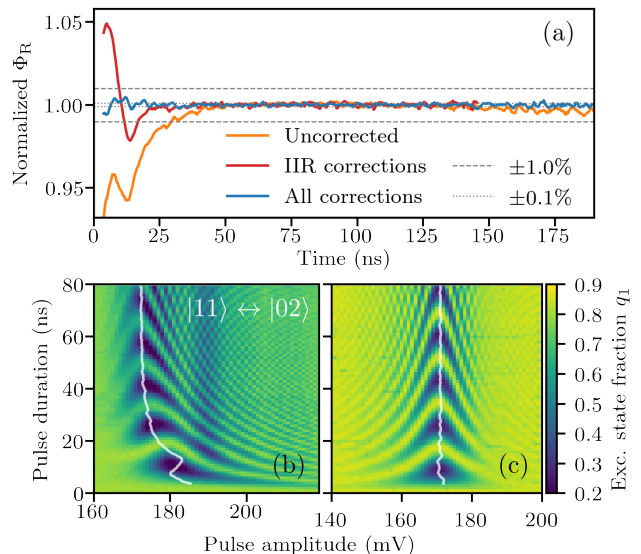 (a)
Normalized Φ_R
1.05
1.00
0.95
Uncorrected
IIR corrections
All corrections
±1.0%
±0.1%
0 25 50 75 100 125 150 175
Time (ns)
Pulse duration (ns)
80
60
40
20
0
|11⟩ ↔ |02⟩
(b)
(c)
160 180 200
140 160 180 200
Pulse amplitude (mV)
0.9
0.8
0.7
0.6
0.5
0.4
0.3
0.2
Exc. state fraction q₁